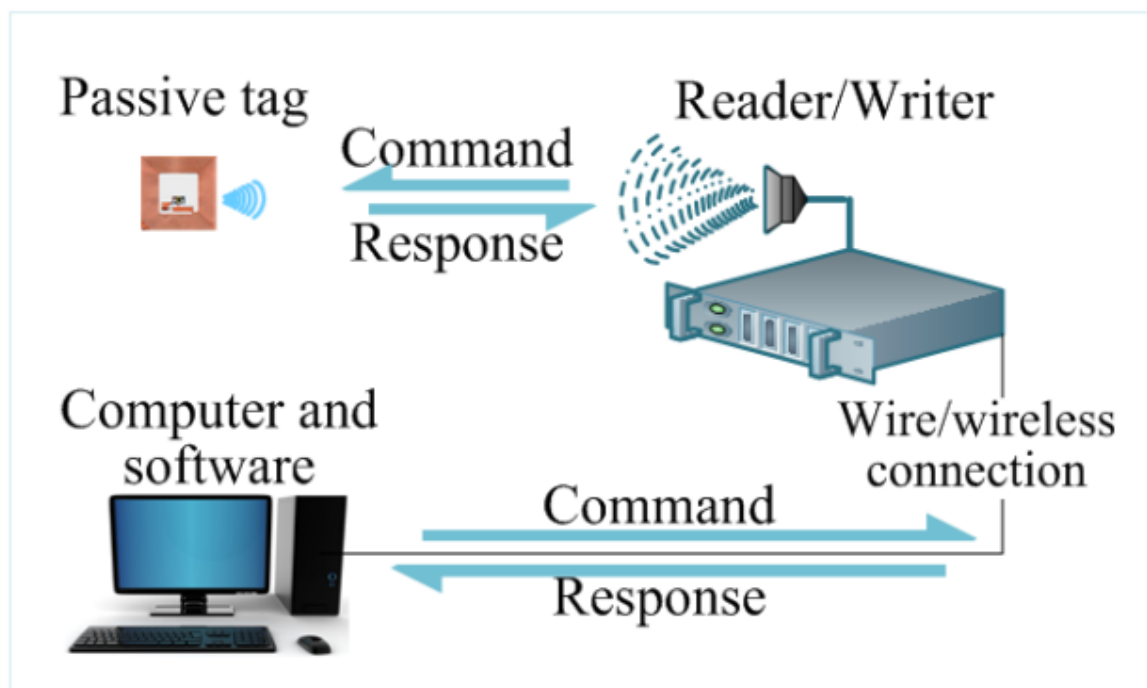 Passive tag
Reader/Writer
Command
Response
Computer and
software
Wire/wireless
connection
Command
Response